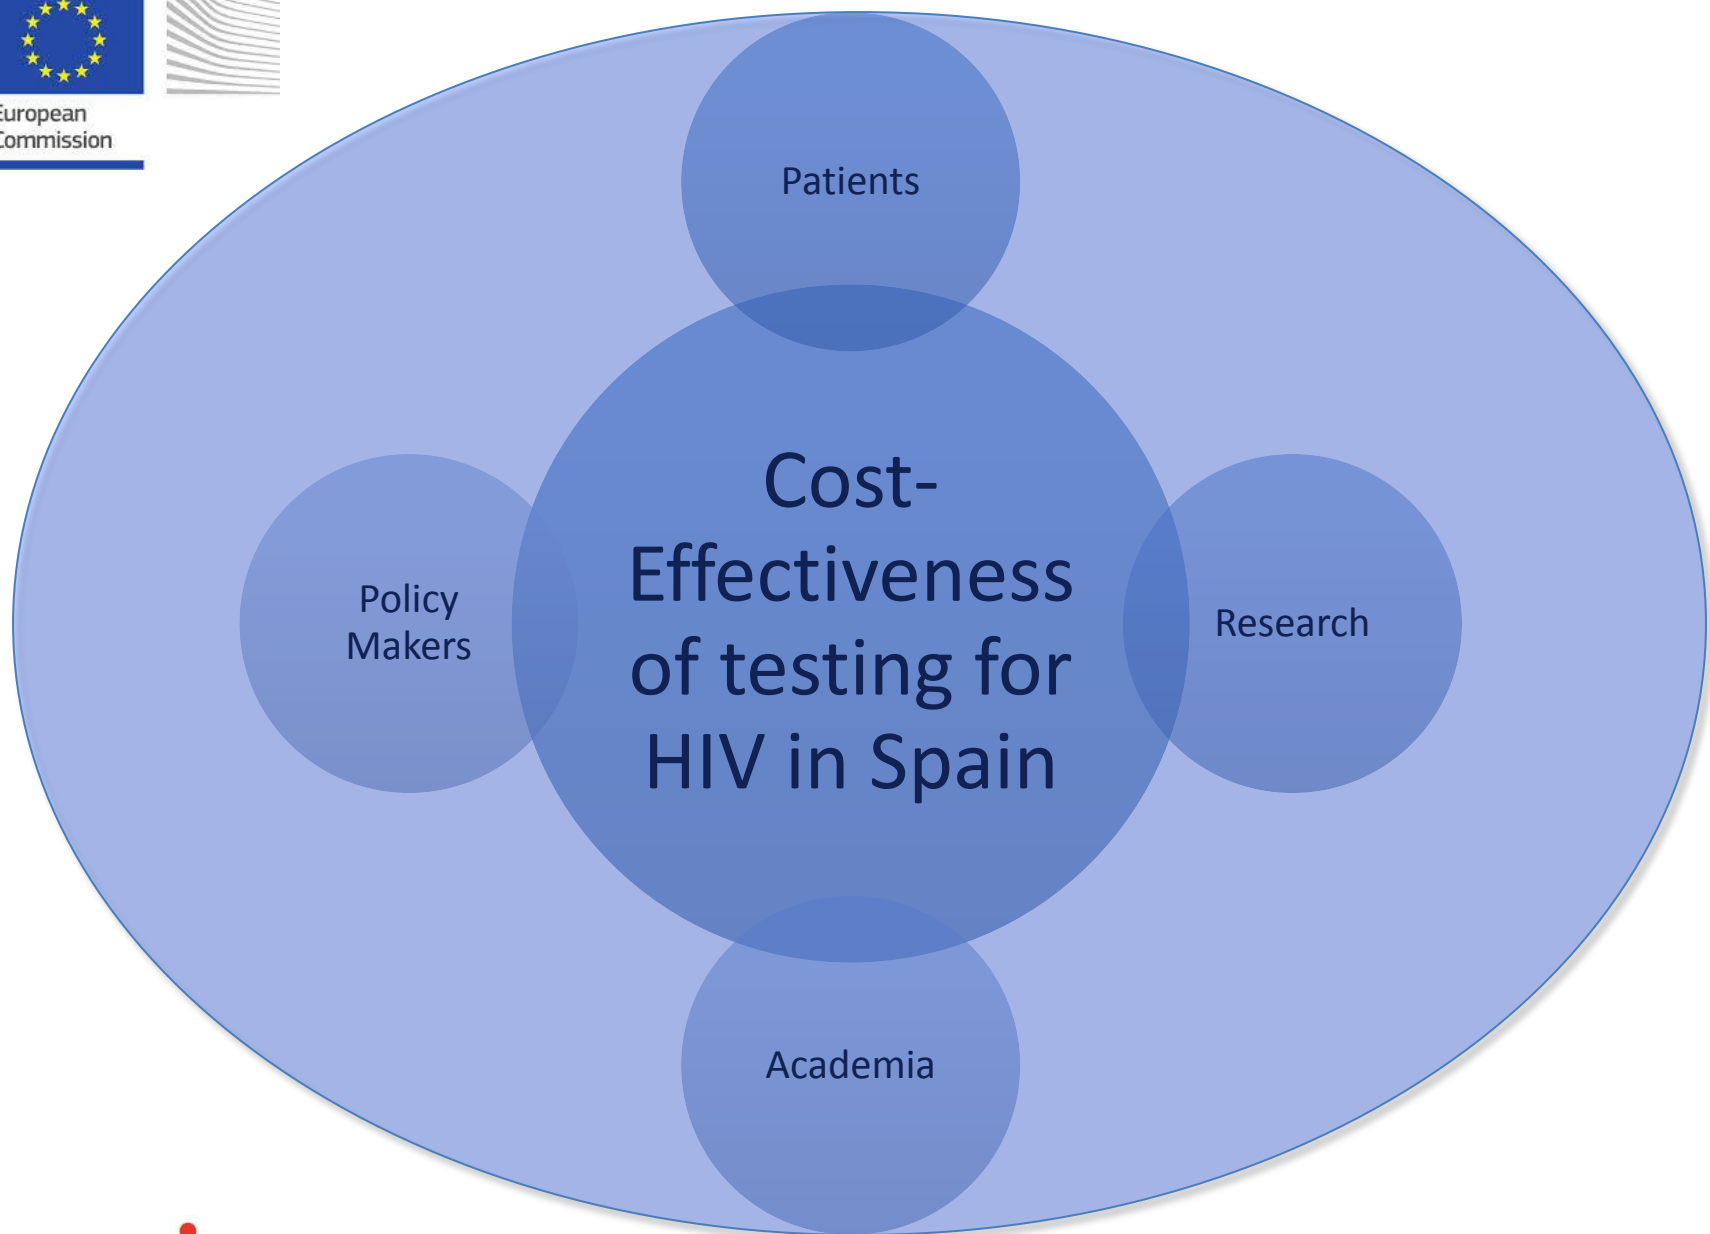 European
Commission
Patients
Cost-
Effectiveness
of testing for
HIV in Spain
Policy
Makers
Research
Academia